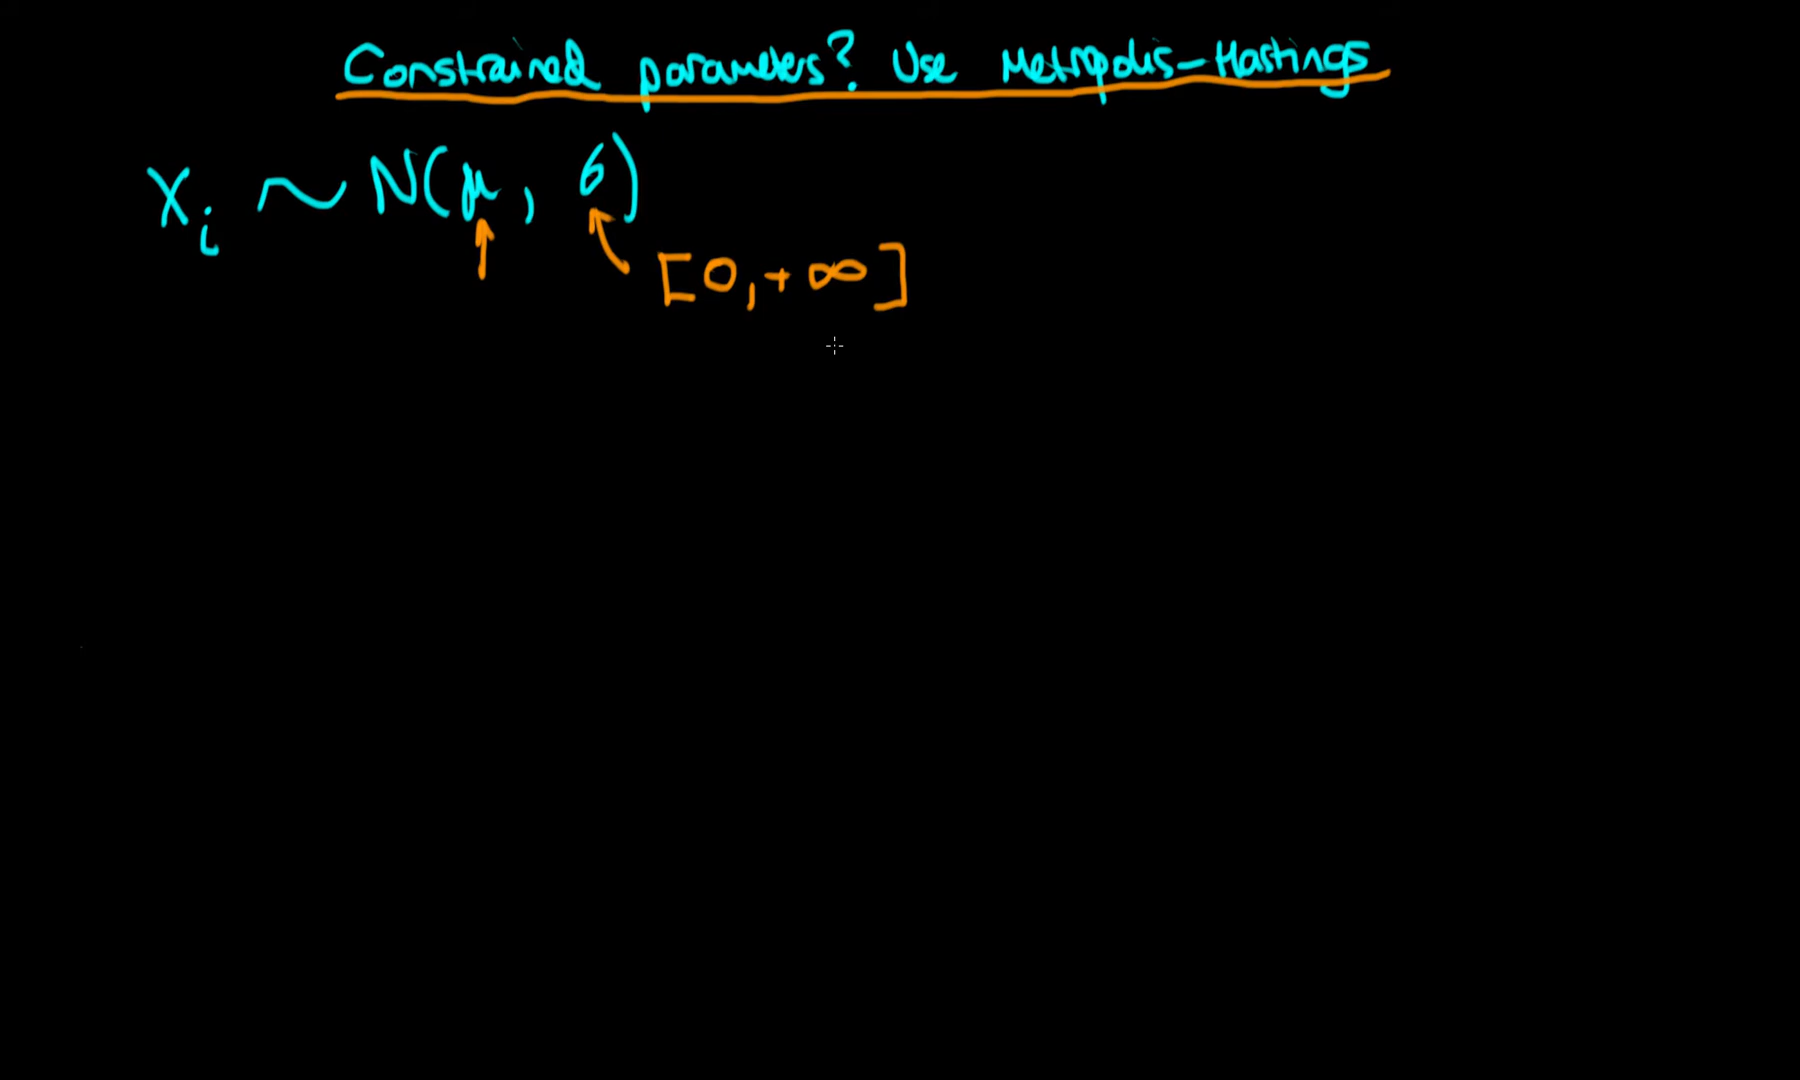 Constrained parameters? Use Metropolis-Hastings
X_i ~ N(μ, σ)
[0, +∞]